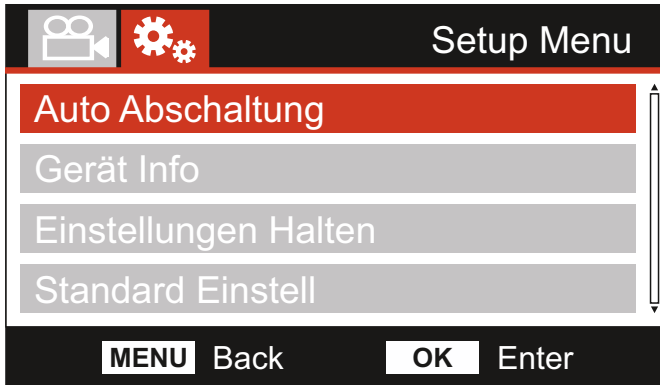 Setup Menu
Auto Abschaltung
Gerät Info
Einstellungen Halten
Standard Einstell
MENU Back OK Enter